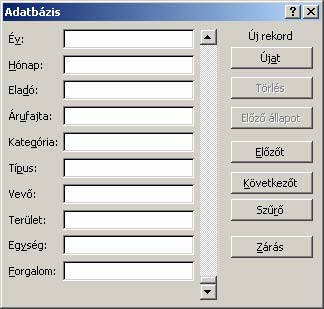 Adatbázis
Év:
Hónap:
Eladó:
Árufajta:
Kategória:
Típus:
Vevő:
Terület:
Egység:
Forgalom:
Új rekord
Újat
Törlés
Előző állapot
Előzőt
Következőt
Szűrő
Zárás